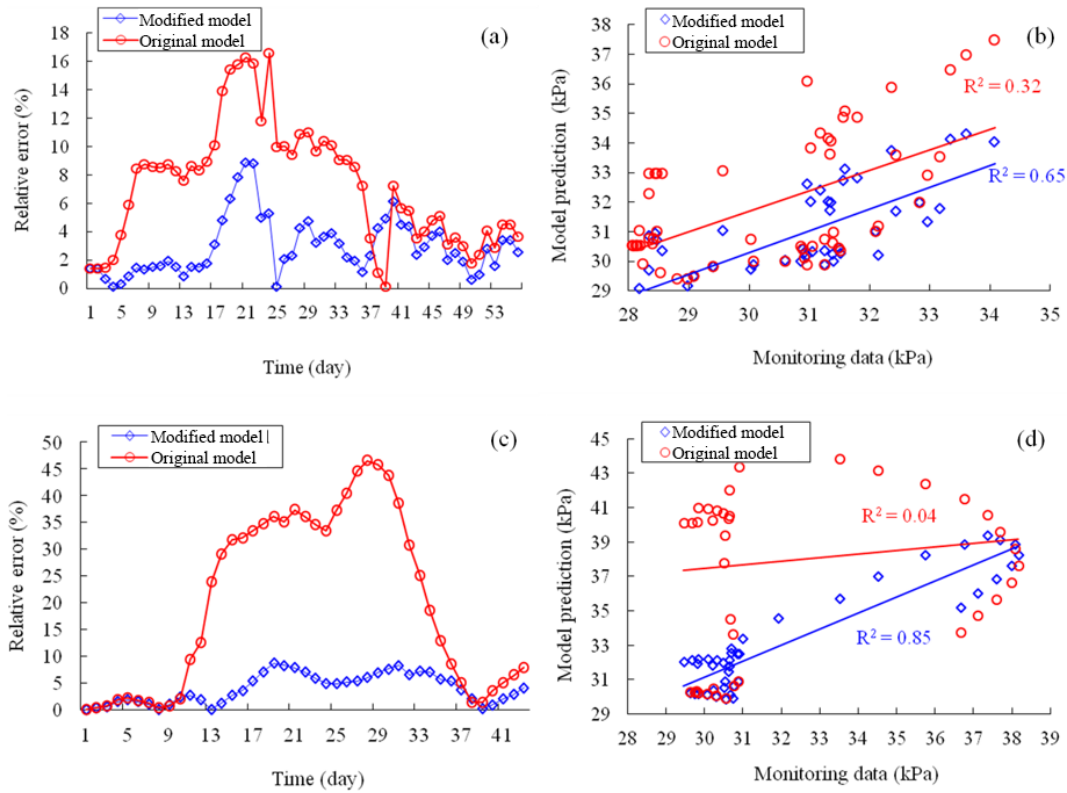 Modified model
Original model
(a)
18
16
14
12
10
8
6
4
2
0
Relative error (%)
1 5 9 13 17 21 25 29 33 37 41 45 49 53
Time (day)
Modified model
Original model
(b)
38
37
36
35
34
33
32
31
30
29
Model prediction (kPa)
R² = 0.32
R² = 0.65
28 29 30 31 32 33 34 35
Monitoring data (kPa)
Modified model
Original model
(c)
50
45
40
35
30
25
20
15
10
5
0
Relative error (%)
1 5 9 13 17 21 25 29 33 37 41
Time (day)
Modified model
Original model
(d)
45
43
41
39
37
35
33
31
29
Model prediction (kPa)
R² = 0.04
R² = 0.85
28 29 30 31 32 33 34 35 36 37 38 39
Monitoring data (kPa)